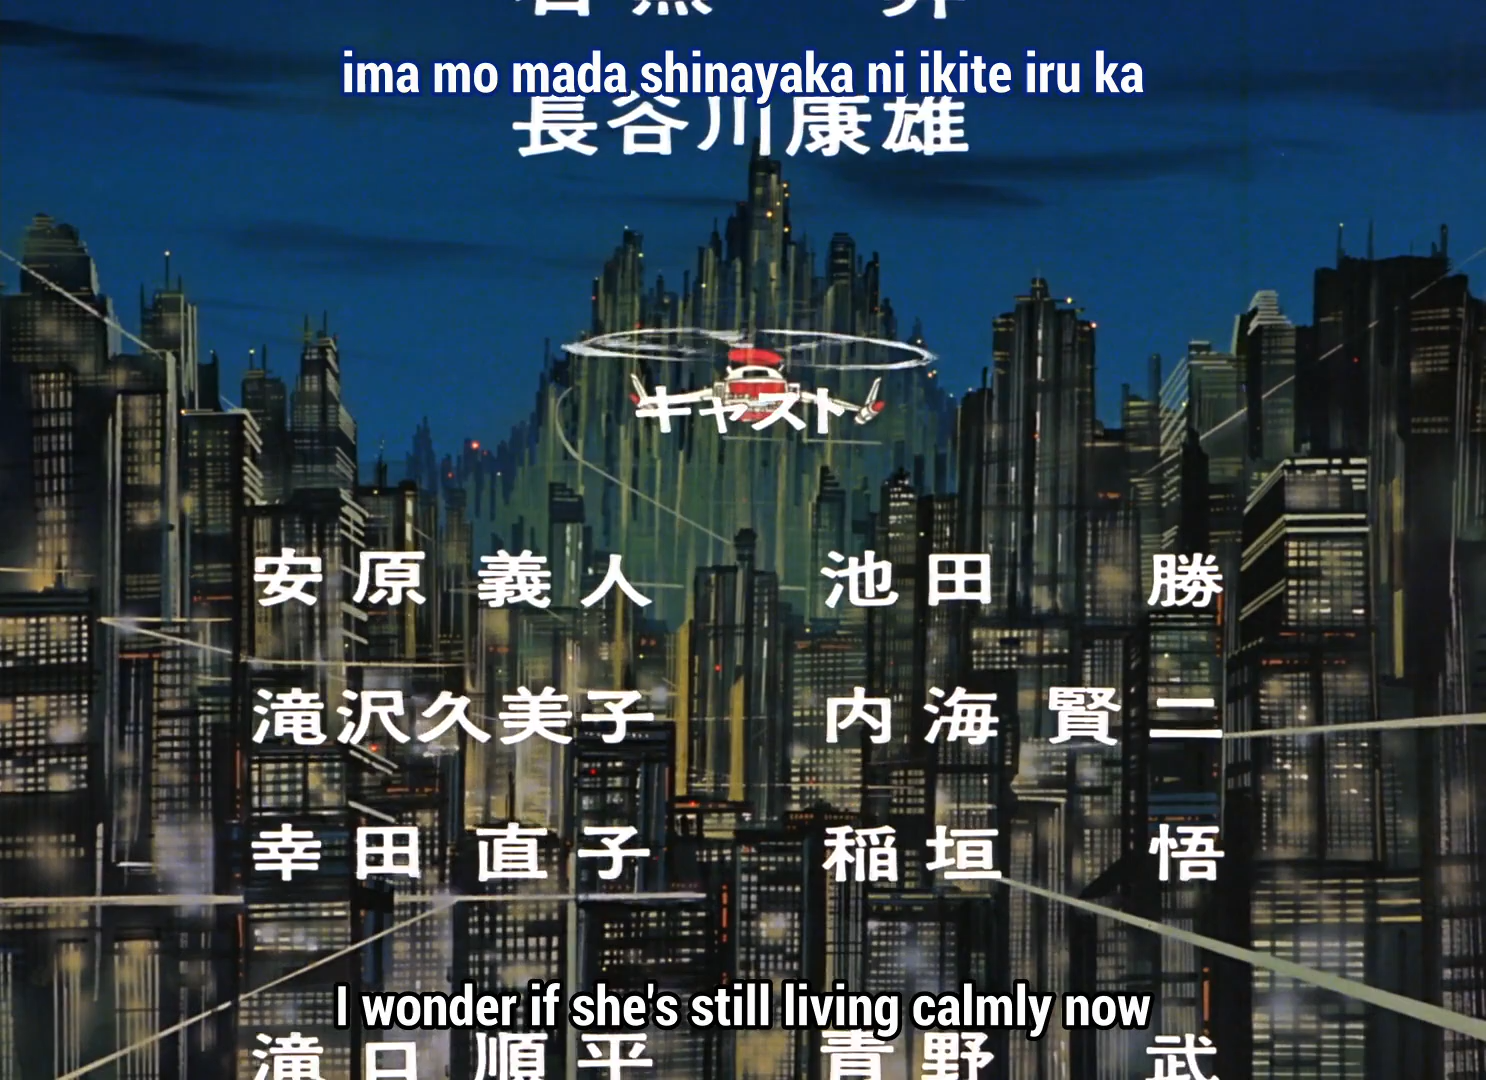 ima mo mada shinayaka ni ikite iru ka
長谷川康雄
キャスト
安原 義人 池田 勝
滝沢久美子 内海 賢二
幸田 直子 稲垣 悟
I wonder if she's still living calmly now
滝口 順平 青野 武